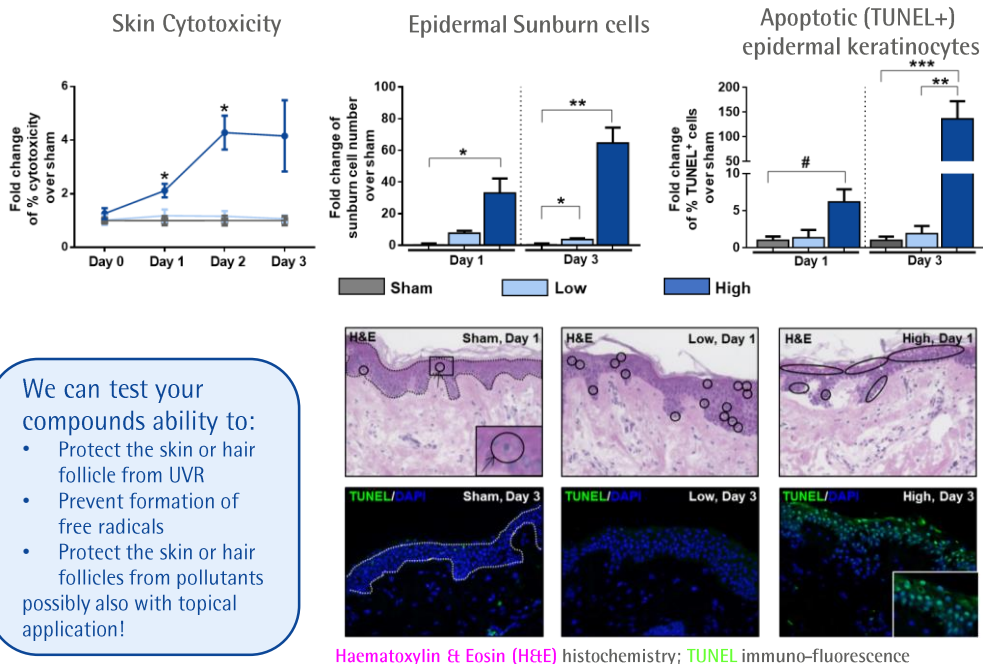 Skin Cytotoxicity
Fold change
of % cytotoxicity
over sham
6
4
2
0
*
*
Day 0 Day 1 Day 2 Day 3
Epidermal Sunburn cells
Fold change of
sunburn cell number
over sham
100
80
60
40
20
0
*
*
**
Day 1 Day 3
Apoptotic (TUNEL+)
epidermal keratinocytes
Fold change
of % TUNEL⁺ cells
over sham
200
150
100
50
10
5
0
#
***
**
Day 1 Day 3
Sham Low High
H&E Sham, Day 1
H&E Low, Day 1
H&E High, Day 1
TUNEL/DAPI Sham, Day 3
TUNEL/DAPI Low, Day 3
TUNEL/DAPI High, Day 3
Haematoxylin & Eosin (H&E) histochemistry; TUNEL immuno-fluorescence
We can test your
compounds ability to:
• Protect the skin or hair
follicle from UVR
• Prevent formation of
free radicals
• Protect the skin or hair
follicles from pollutants
possibly also with topical
application!